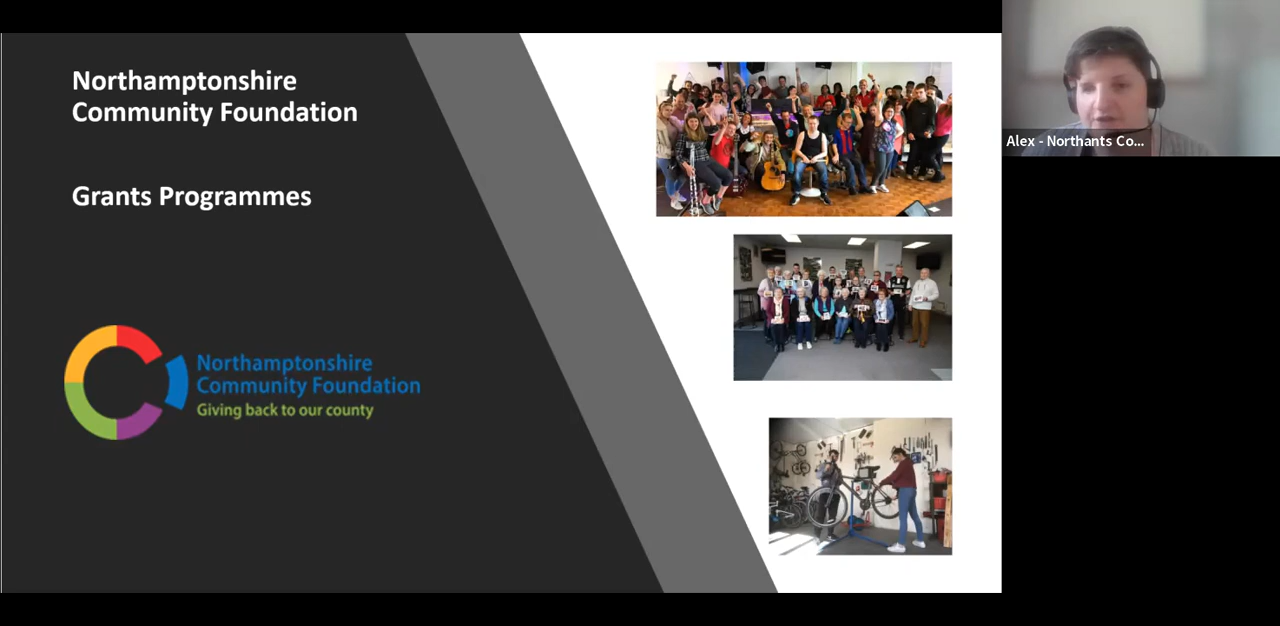 Northamptonshire
Community Foundation
Grants Programmes
Northamptonshire
Community Foundation
Giving back to our county
Alex - Northants Co...